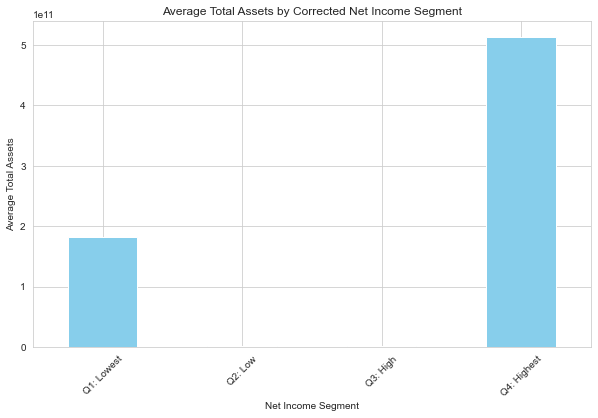 Average Total Assets by Corrected Net Income Segment
1e11
5
4
3
2
1
0
Average Total Assets
Q1: Lowest
Q2: Low
Q3: High
Q4: Highest
Net Income Segment